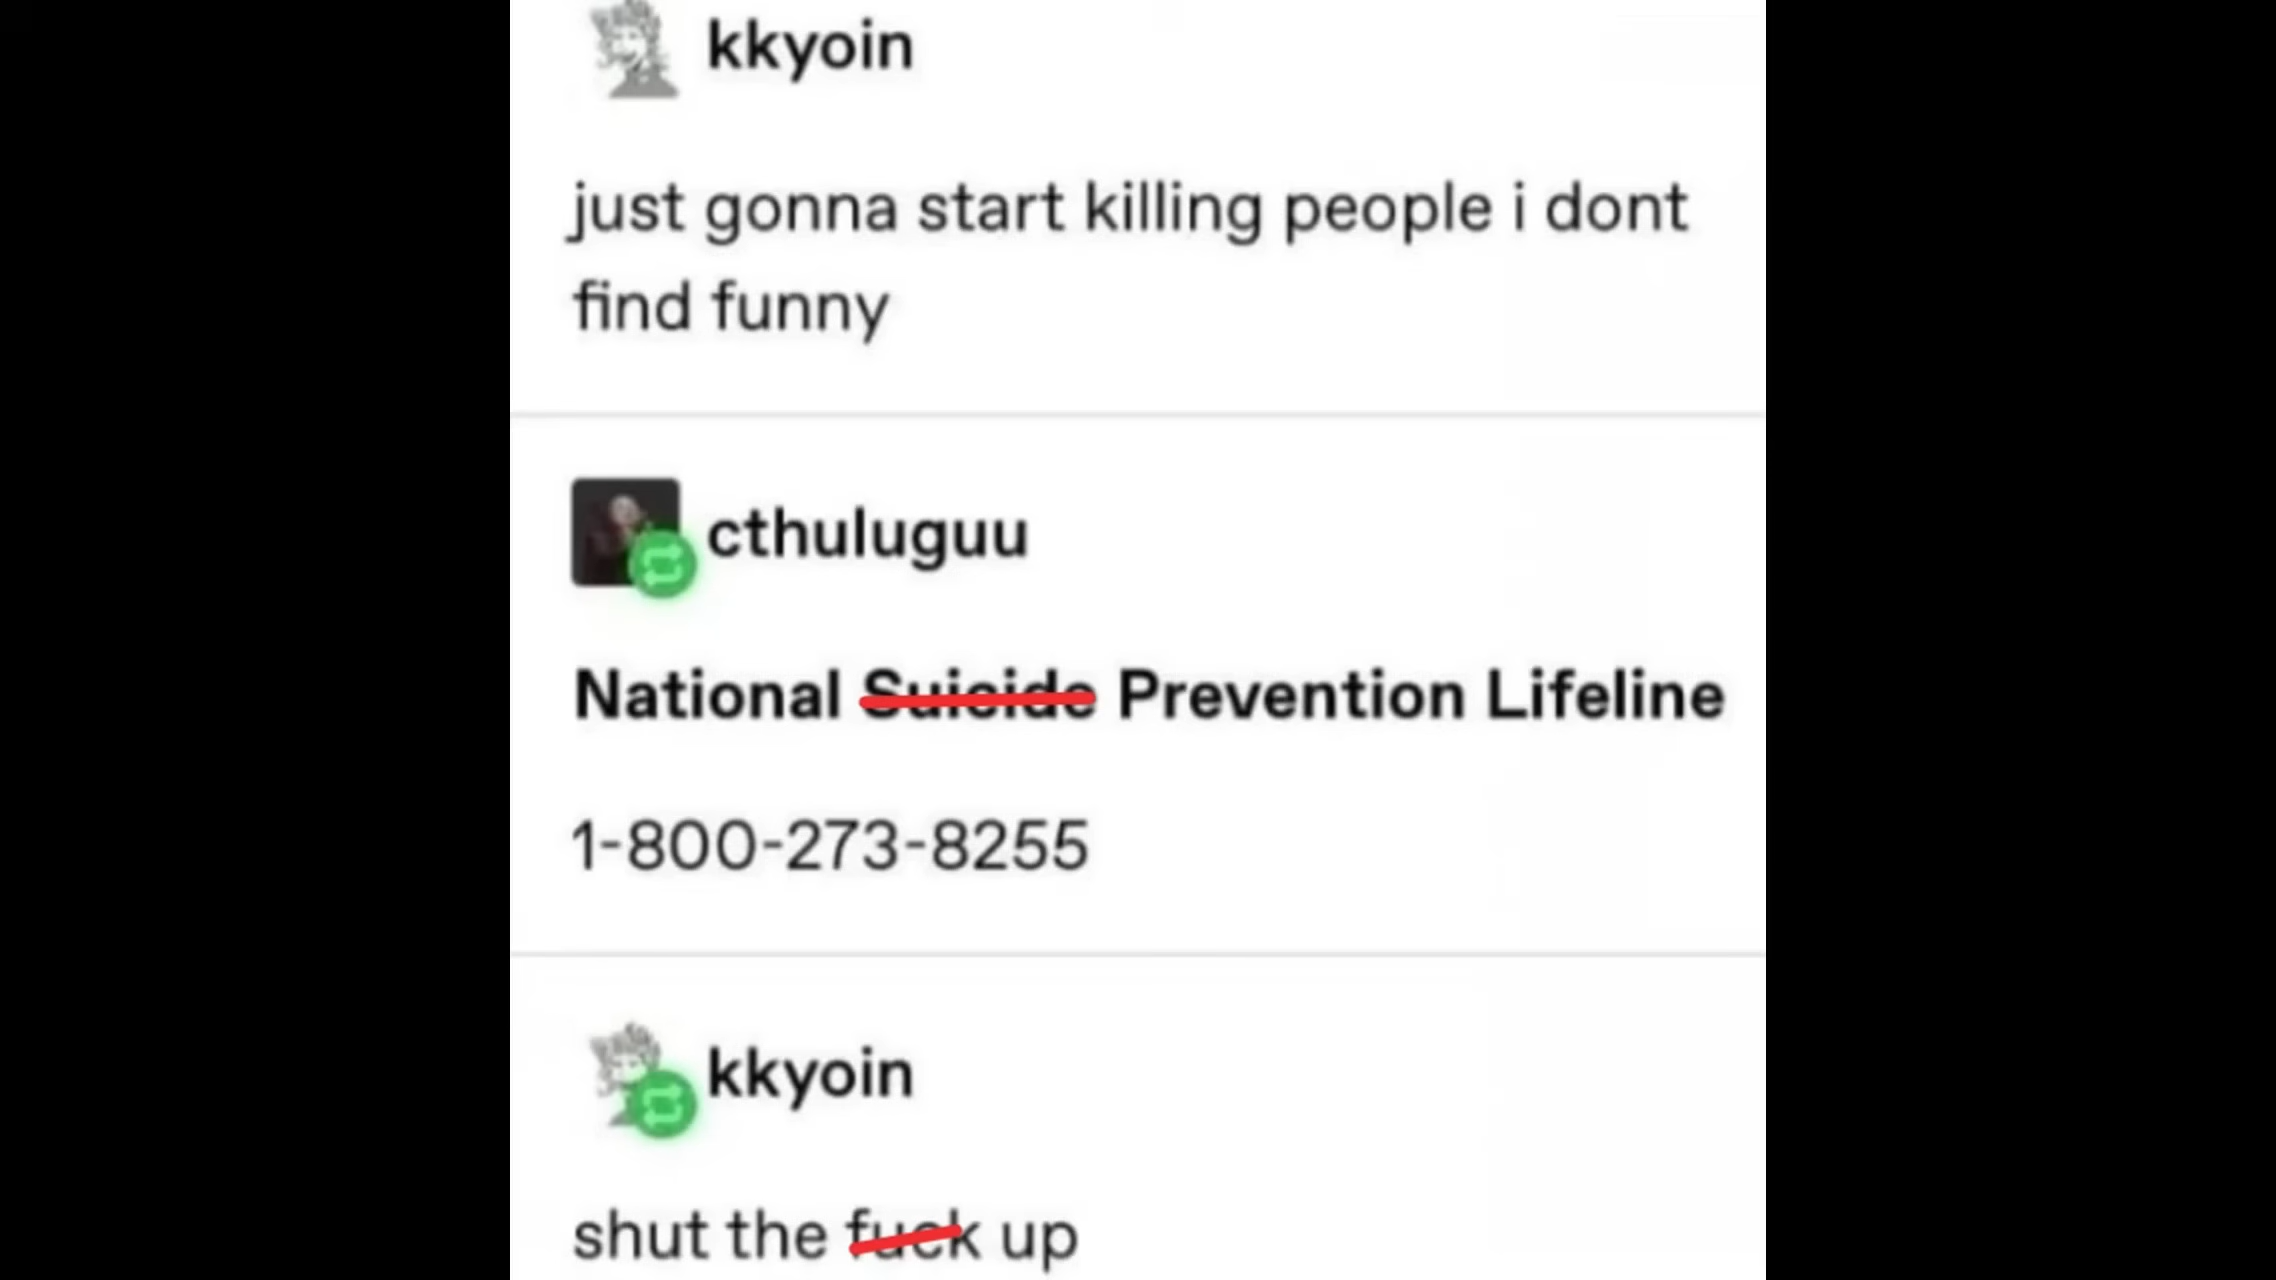 kkyoin
just gonna start killing people i dont
find funny
cthuluguu
National Suicide Prevention Lifeline
1-800-273-8255
kkyoin
shut the fuck up